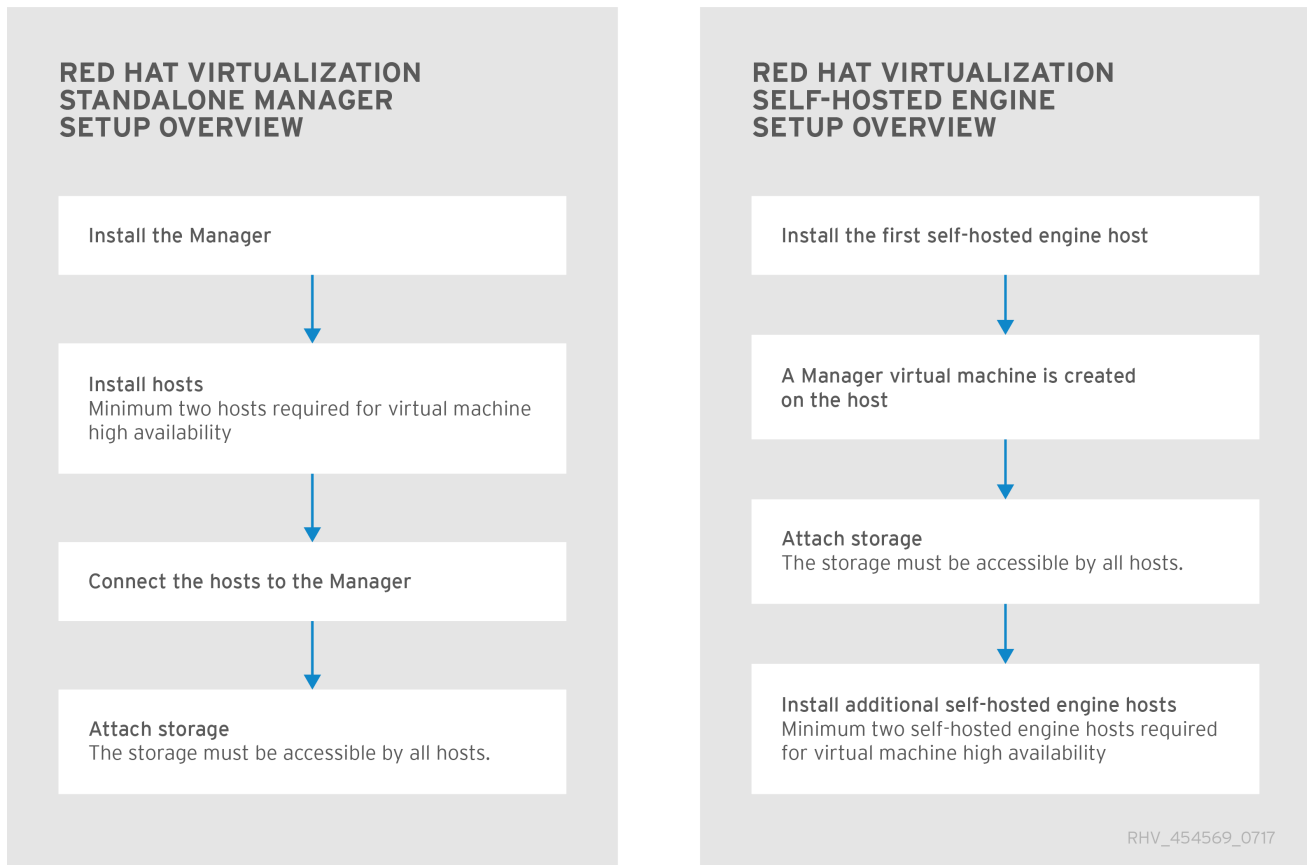 RED HAT VIRTUALIZATION
STANDALONE MANAGER
SETUP OVERVIEW
Install the Manager
Install hosts
Minimum two hosts required for virtual machine
high availability
Connect the hosts to the Manager
Attach storage
The storage must be accessible by all hosts.
RED HAT VIRTUALIZATION
SELF-HOSTED ENGINE
SETUP OVERVIEW
Install the first self-hosted engine host
A Manager virtual machine is created
on the host
Attach storage
The storage must be accessible by all hosts.
Install additional self-hosted engine hosts
Minimum two self-hosted engine hosts required
for virtual machine high availability
RHV_454569_0717